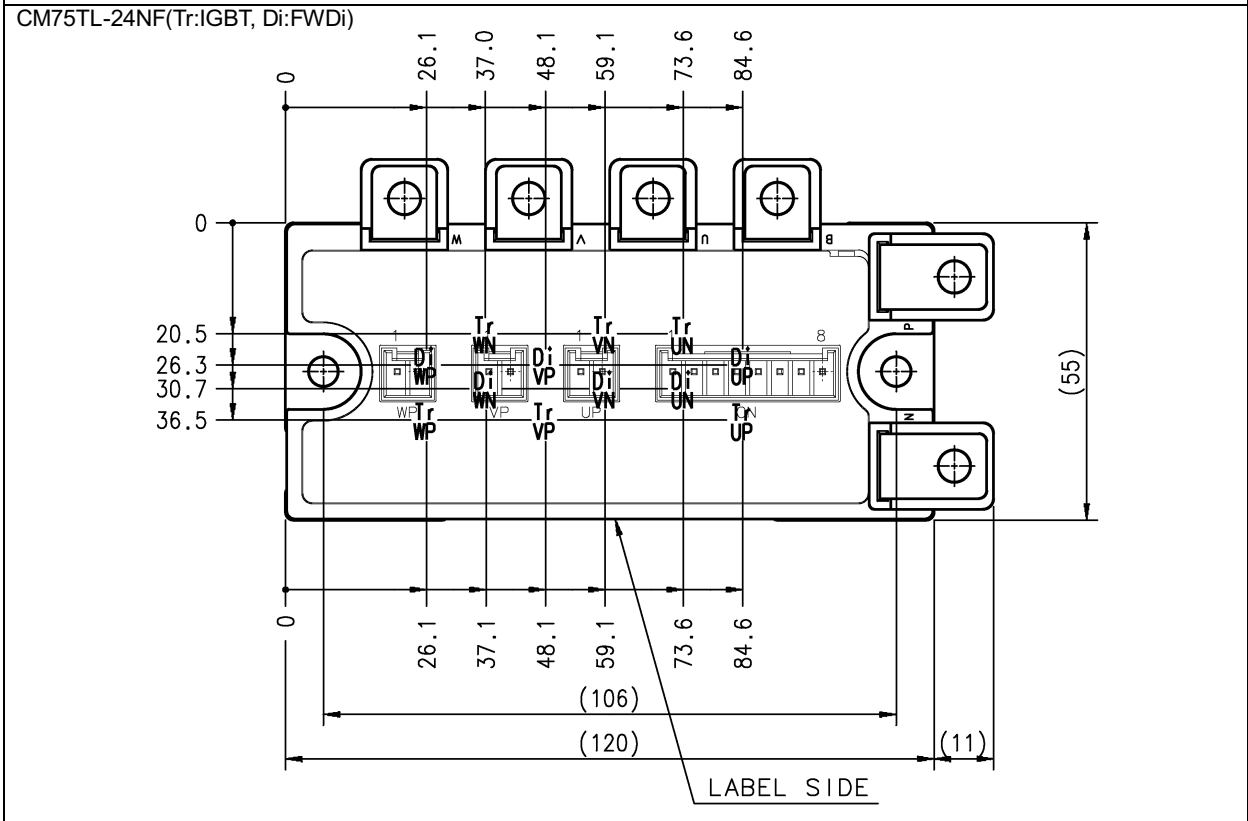 CM75TL-24NF(Tr:IGBT, Di:FWDi)
0 26.1 37.0 48.1 59.1 73.6 84.6
0
W V U B
P
20.5
26.3
30.7
36.5
1 1 8
Tr WN Tr VN Tr UN
Di WP Di VP Di UP
Di WN Di VN Di UN
WP VP UP
Tr WP Tr VP Tr UP
N
(55)
0 26.1 37.1 48.1 59.1 73.6 84.6
(106)
(120) (11)
LABEL SIDE